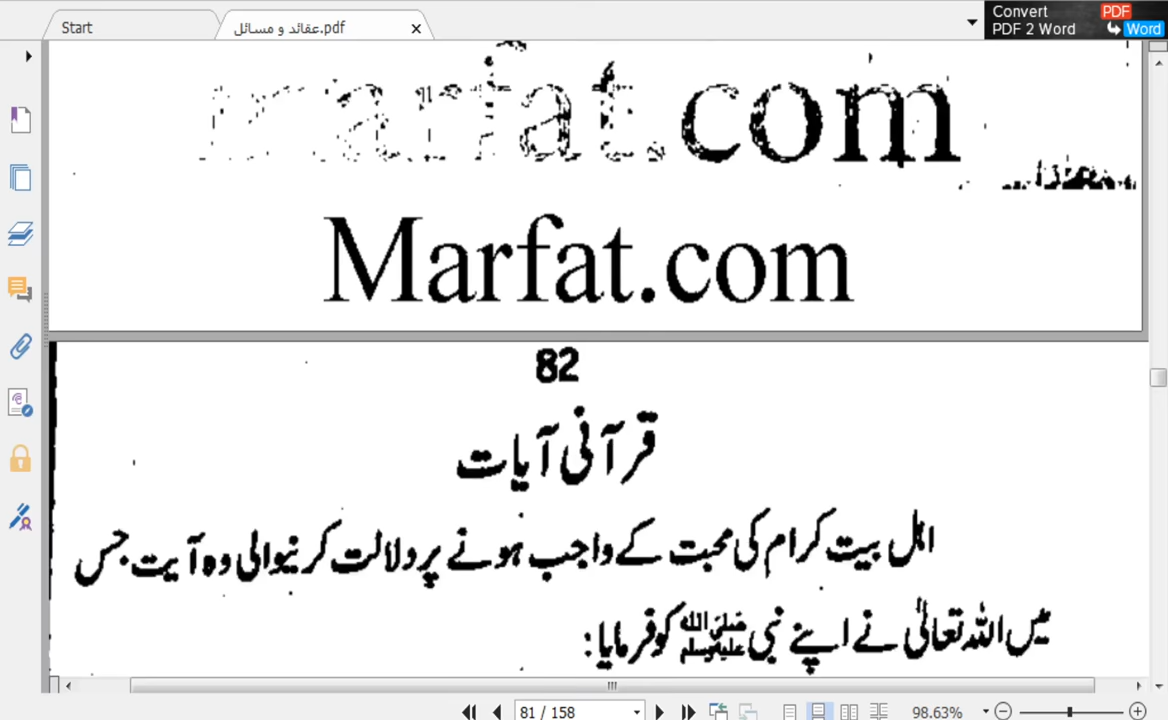 Start
عقائد و مسائل.pdf
Convert PDF
PDF 2 Word Word
marfat.com
Marfat.com
82
قرآنی آیات
اہل بیت کرام کی محبت کے واجب ہونے پر دلالت کرنیوالی وہ آیت جس
میں اللہ تعالیٰ نے اپنے نبی ﷺ کو فرمایا:
81 / 158
98.63%